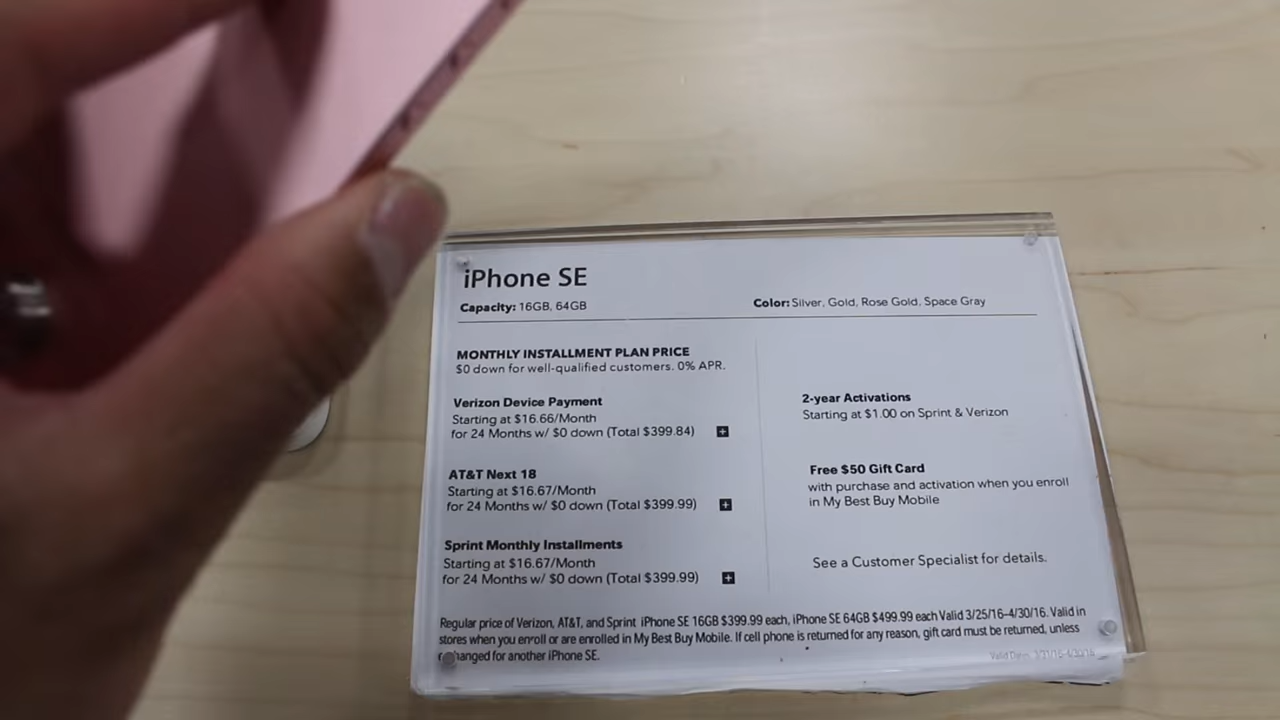 iPhone SE
Capacity: 16GB, 64GB
Color: Silver, Gold, Rose Gold, Space Gray
MONTHLY INSTALLMENT PLAN PRICE
$0 down for well-qualified customers. 0% APR.
Verizon Device Payment
Starting at $16.66/Month
for 24 Months w/ $0 down (Total $399.84)
AT&T Next 18
Starting at $16.67/Month
for 24 Months w/ $0 down (Total $399.99)
Sprint Monthly Installments
Starting at $16.67/Month
for 24 Months w/ $0 down (Total $399.99)
2-year Activations
Starting at $1.00 on Sprint & Verizon
Free $50 Gift Card
with purchase and activation when you enroll
in My Best Buy Mobile
See a Customer Specialist for details.
Regular price of Verizon, AT&T, and Sprint iPhone SE 16GB $399.99 each, iPhone SE 64GB $499.99 each Valid 3/25/16-4/30/16. Valid in
stores when you enroll or are enrolled in My Best Buy Mobile. If cell phone is returned for any reason, gift card must be returned, unless
exchanged for another iPhone SE.